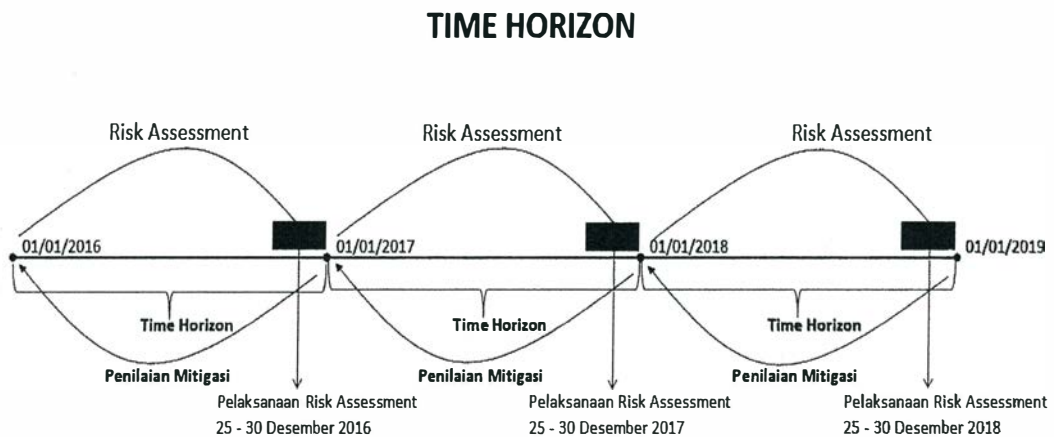 TIME HORIZON
Risk Assessment
Risk Assessment
Risk Assessment
01/01/2016
01/01/2017
01/01/2018
01/01/2019
Time Horizon
Time Horizon
Time Horizon
Penilaian Mitigasi
Penilaian Mitigasi
Penilaian Mitigasi
Pelaksanaan Risk Assessment
25 - 30 Desember 2016
Pelaksanaan Risk Assessment
25 - 30 Desember 2017
Pelaksanaan Risk Assessment
25 - 30 Desember 2018